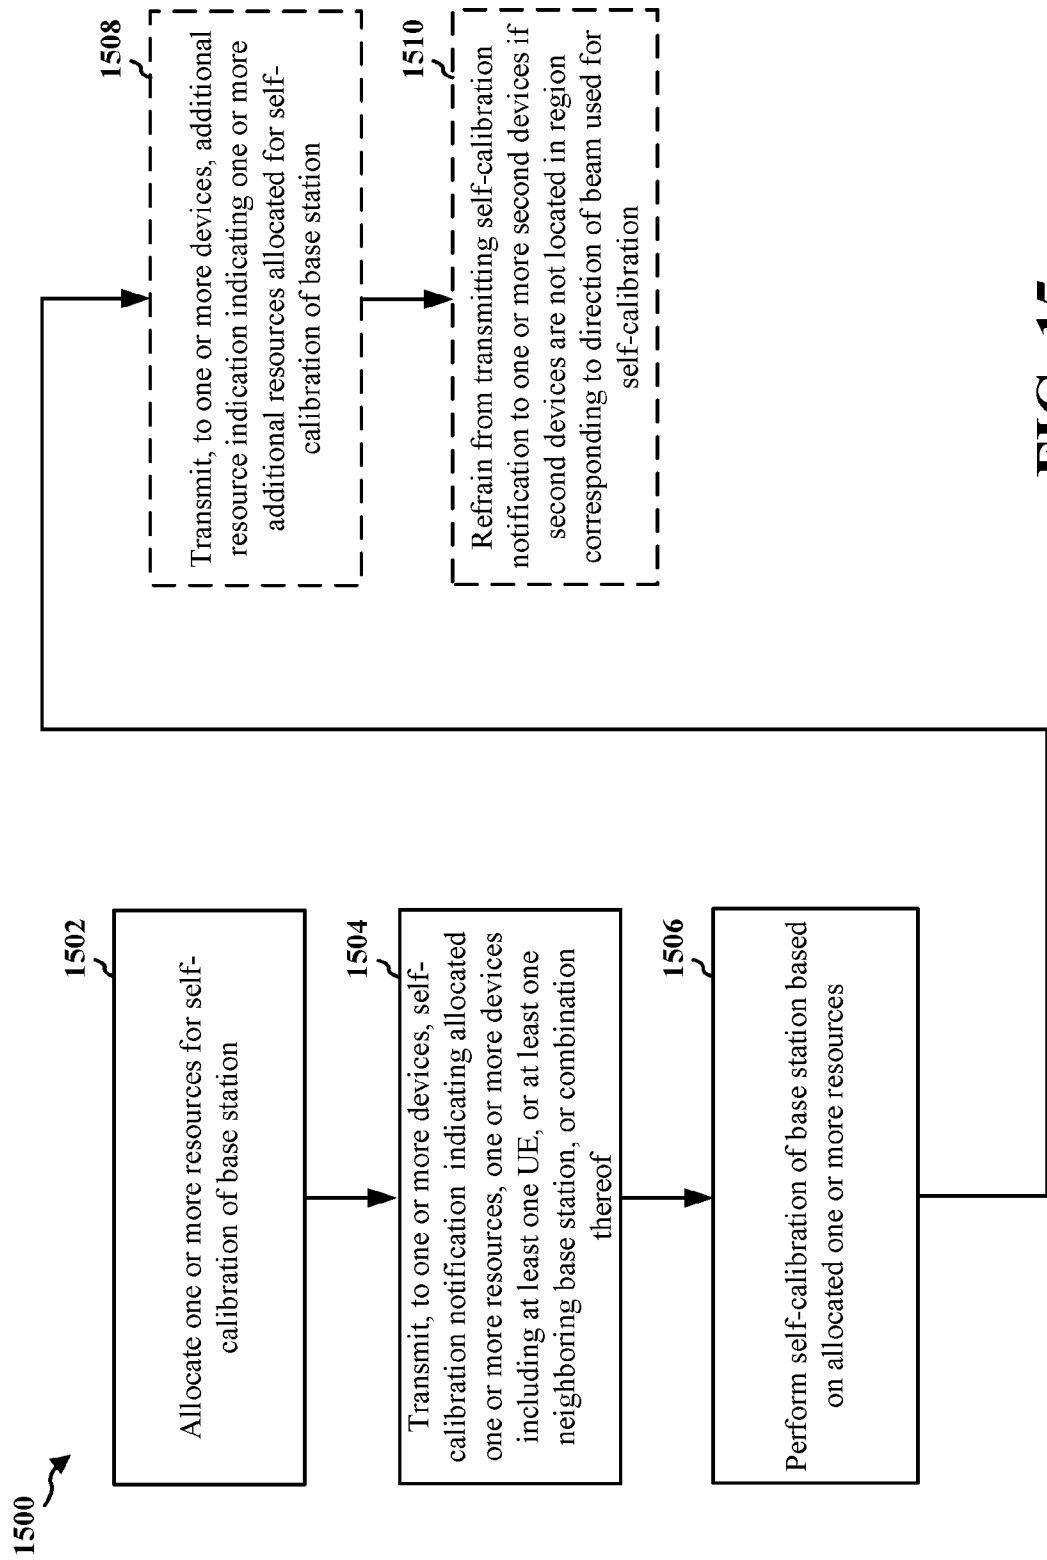 1500
1502
Allocate one or more resources for self-
calibration of base station
1504
Transmit, to one or more devices, self-
calibration notification indicating allocated
one or more resources, one or more devices
including at least one UE, or at least one
neighboring base station, or combination
thereof
1506
Perform self-calibration of base station based
on allocated one or more resources
1508
Transmit, to one or more devices, additional
resource indication indicating one or more
additional resources allocated for self-
calibration of base station
1510
Refrain from transmitting self-calibration
notification to one or more second devices if
second devices are not located in region
corresponding to direction of beam used for
self-calibration